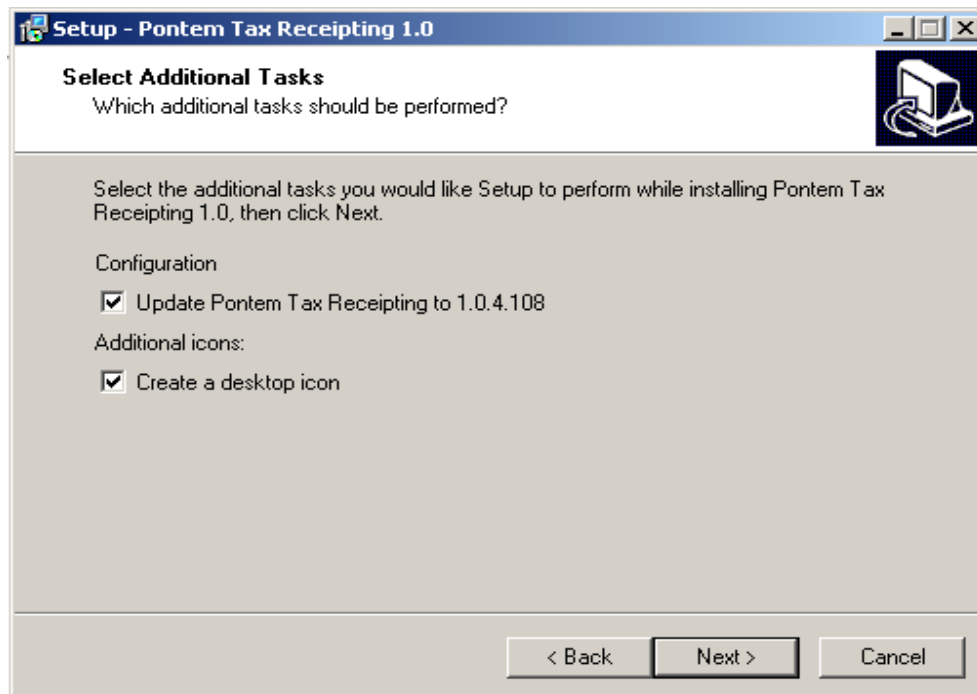 Setup - Pontem Tax Receipting 1.0
Select Additional Tasks
Which additional tasks should be performed?
Select the additional tasks you would like Setup to perform while installing Pontem Tax
Receipting 1.0, then click Next.
Configuration
Update Pontem Tax Receipting to 1.0.4.108
Additional icons:
Create a desktop icon
< Back Next > Cancel